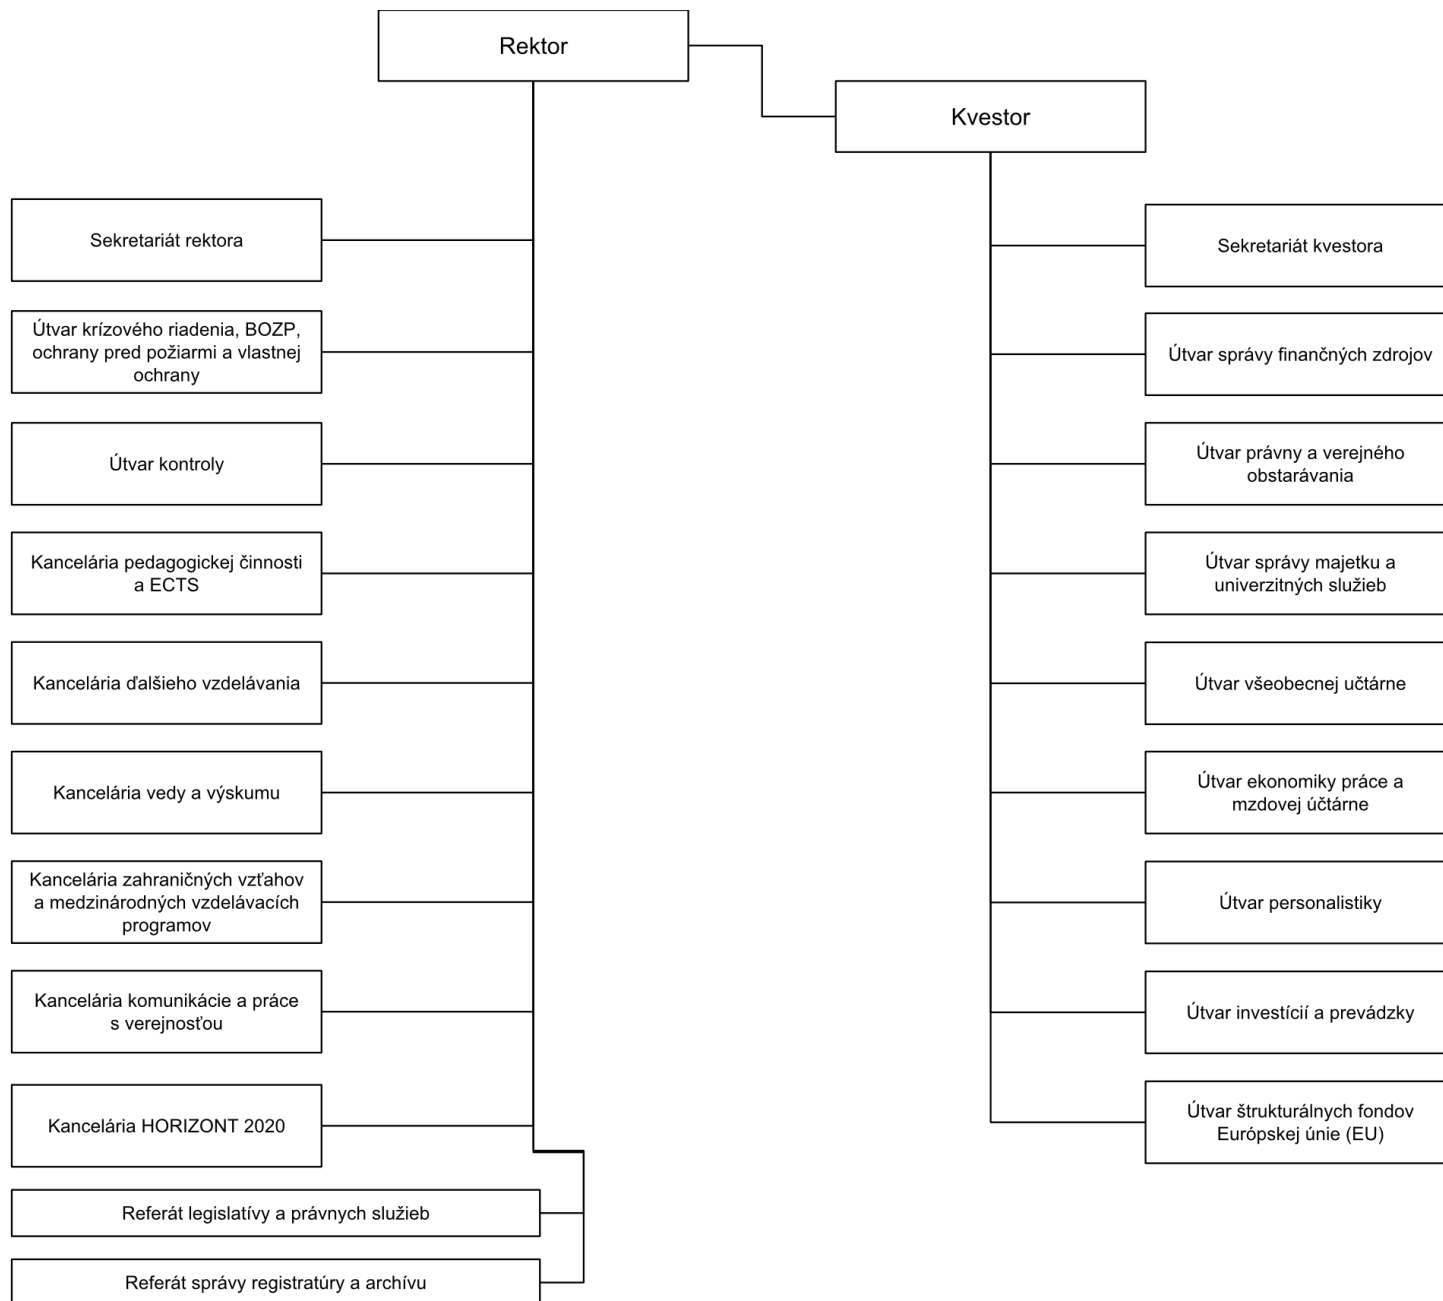 Rektor
Kvestor
Sekretariát rektora
Útvar krízového riadenia, BOZP,
ochrany pred požiarmi a vlastnej
ochrany
Útvar kontroly
Kancelária pedagogickej činnosti
a ECTS
Kancelária ďalšieho vzdelávania
Kancelária vedy a výskumu
Kancelária zahraničných vzťahov
a medzinárodných vzdelávacích
programov
Kancelária komunikácie a práce
s verejnosťou
Kancelária HORIZONT 2020
Referát legislatívy a právnych služieb
Referát správy registratúry a archívu
Sekretariát kvestora
Útvar správy finančných zdrojov
Útvar právny a verejného
obstarávania
Útvar správy majetku a
univerzitných služieb
Útvar všeobecnej učtárne
Útvar ekonomiky práce a
mzdovej účtárne
Útvar personalistiky
Útvar investícií a prevádzky
Útvar štrukturálnych fondov
Európskej únie (EU)